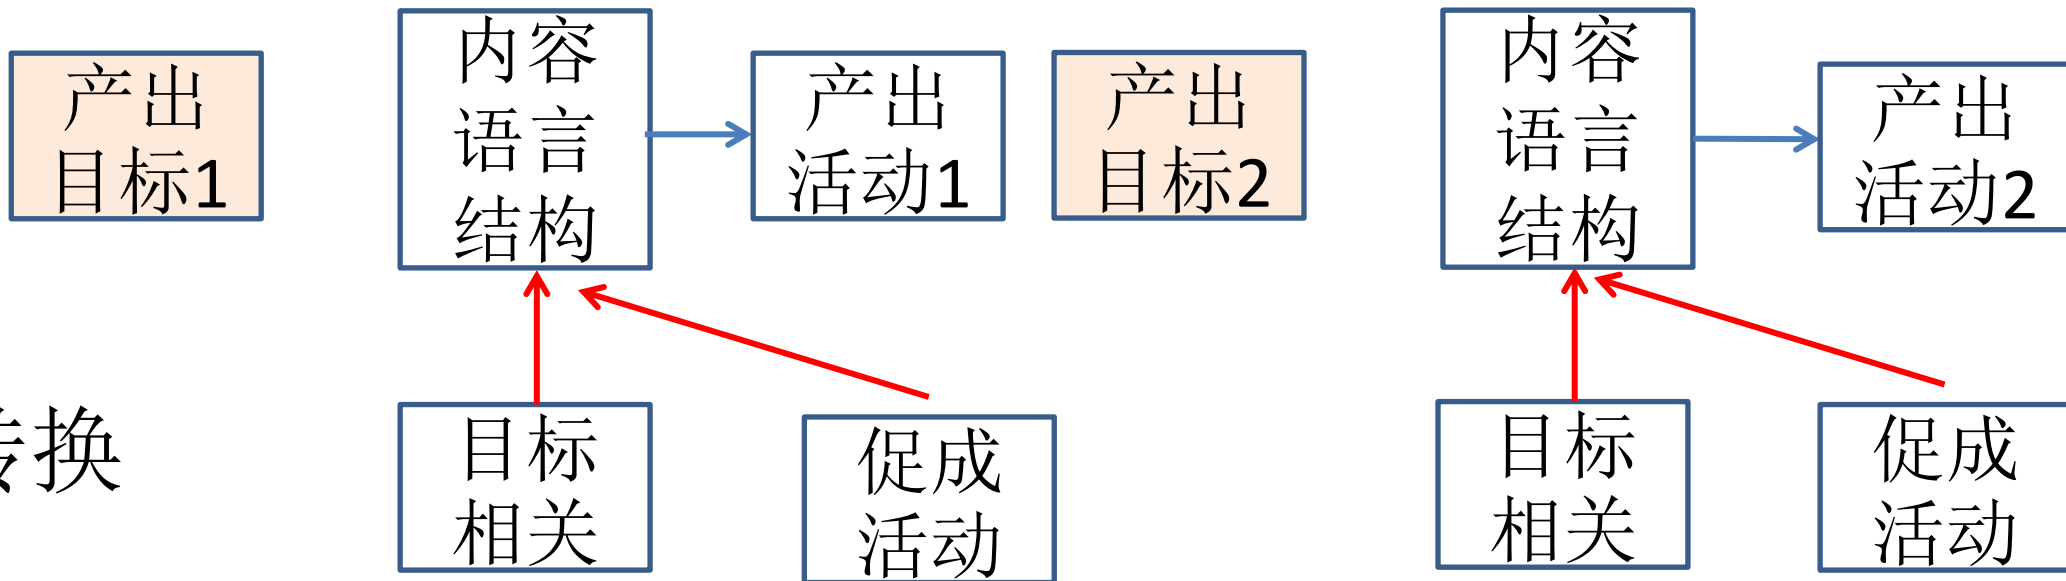 产出
目标1
内容
语言
结构
产出
活动1
产出
目标2
内容
语言
结构
产出
活动2
换
目标
相关
促成
活动
目标
相关
促成
活动